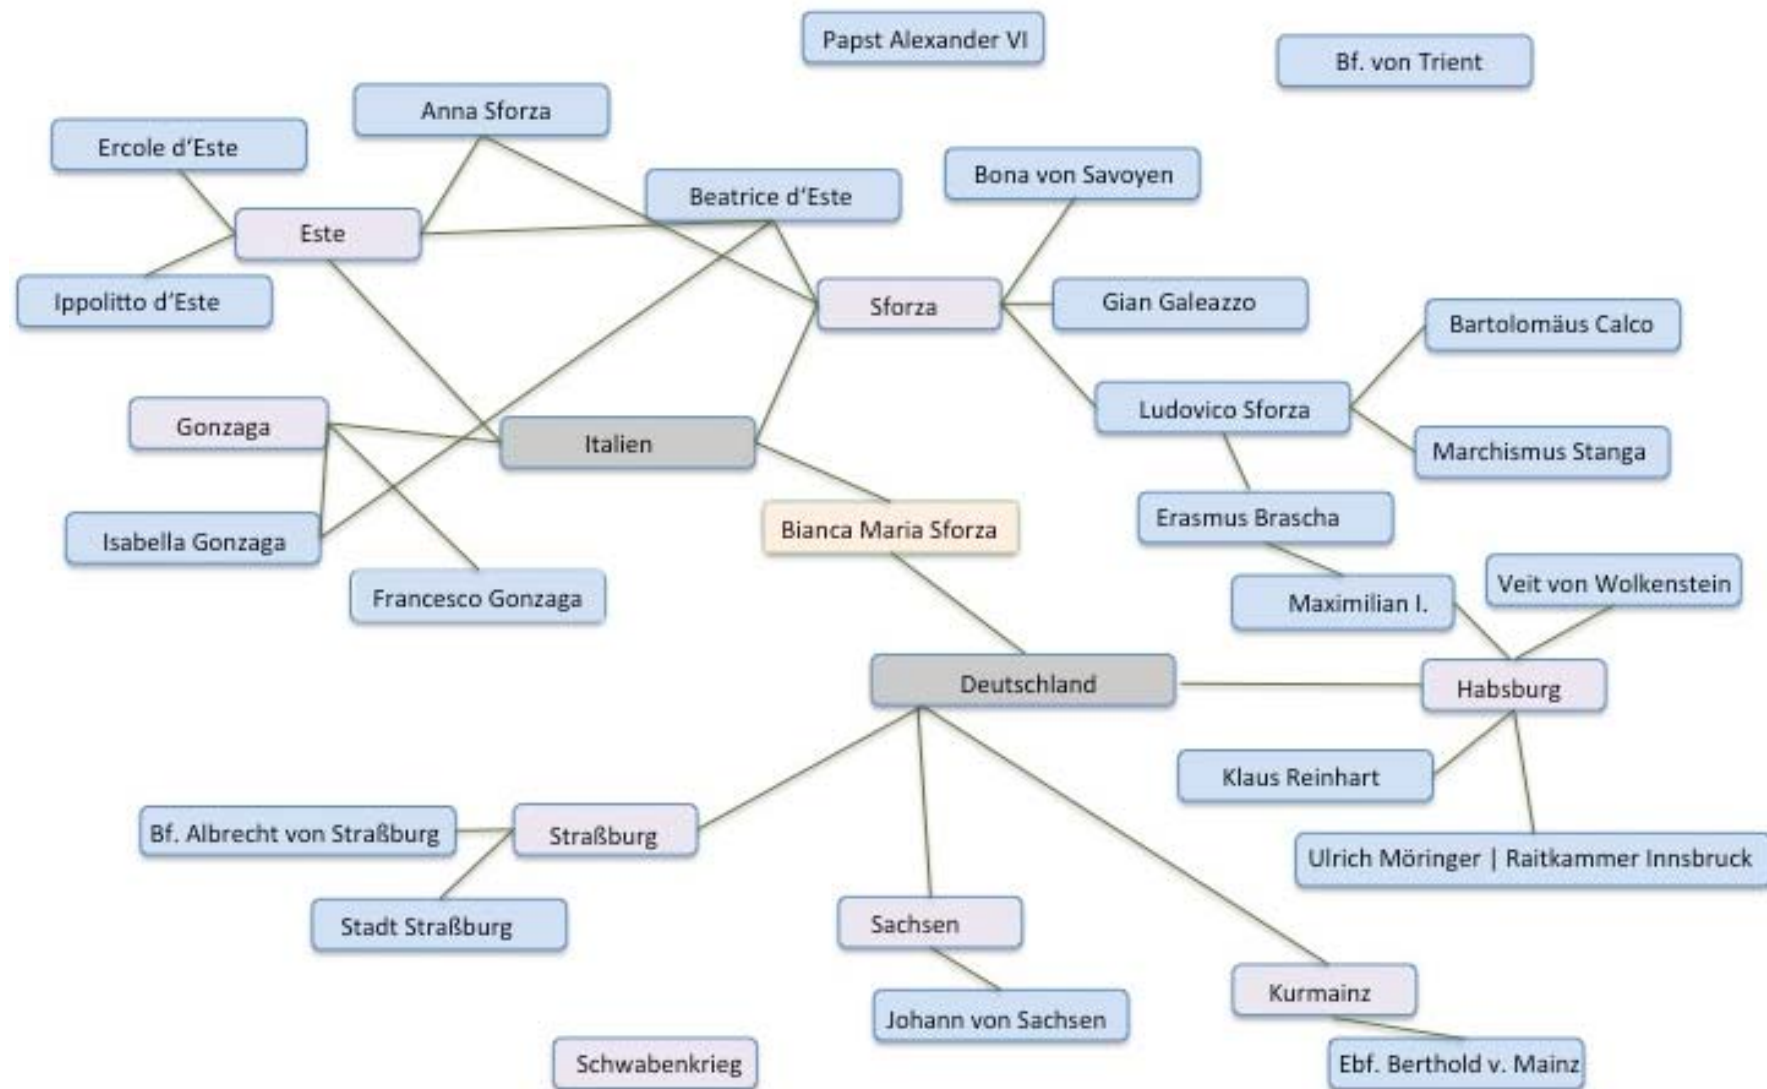 Papst Alexander VI
Bf. von Trient
Anna Sforza
Ercole d'Este
Bona von Savoyen
Beatrice d'Este
Este
Ippolitto d'Este
Sforza
Gian Galeazzo
Bartolomäus Calco
Ludovico Sforza
Gonzaga
Italien
Marchismus Stanga
Isabella Gonzaga
Bianca Maria Sforza
Erasmus Brascha
Veit von Wolkenstein
Francesco Gonzaga
Maximilian I.
Deutschland
Habsburg
Klaus Reinhart
Bf. Albrecht von Straßburg
Straßburg
Ulrich Möringer | Raitkammer Innsbruck
Stadt Straßburg
Sachsen
Kurmainz
Johann von Sachsen
Schwabenkrieg
Ebf. Berthold v. Mainz